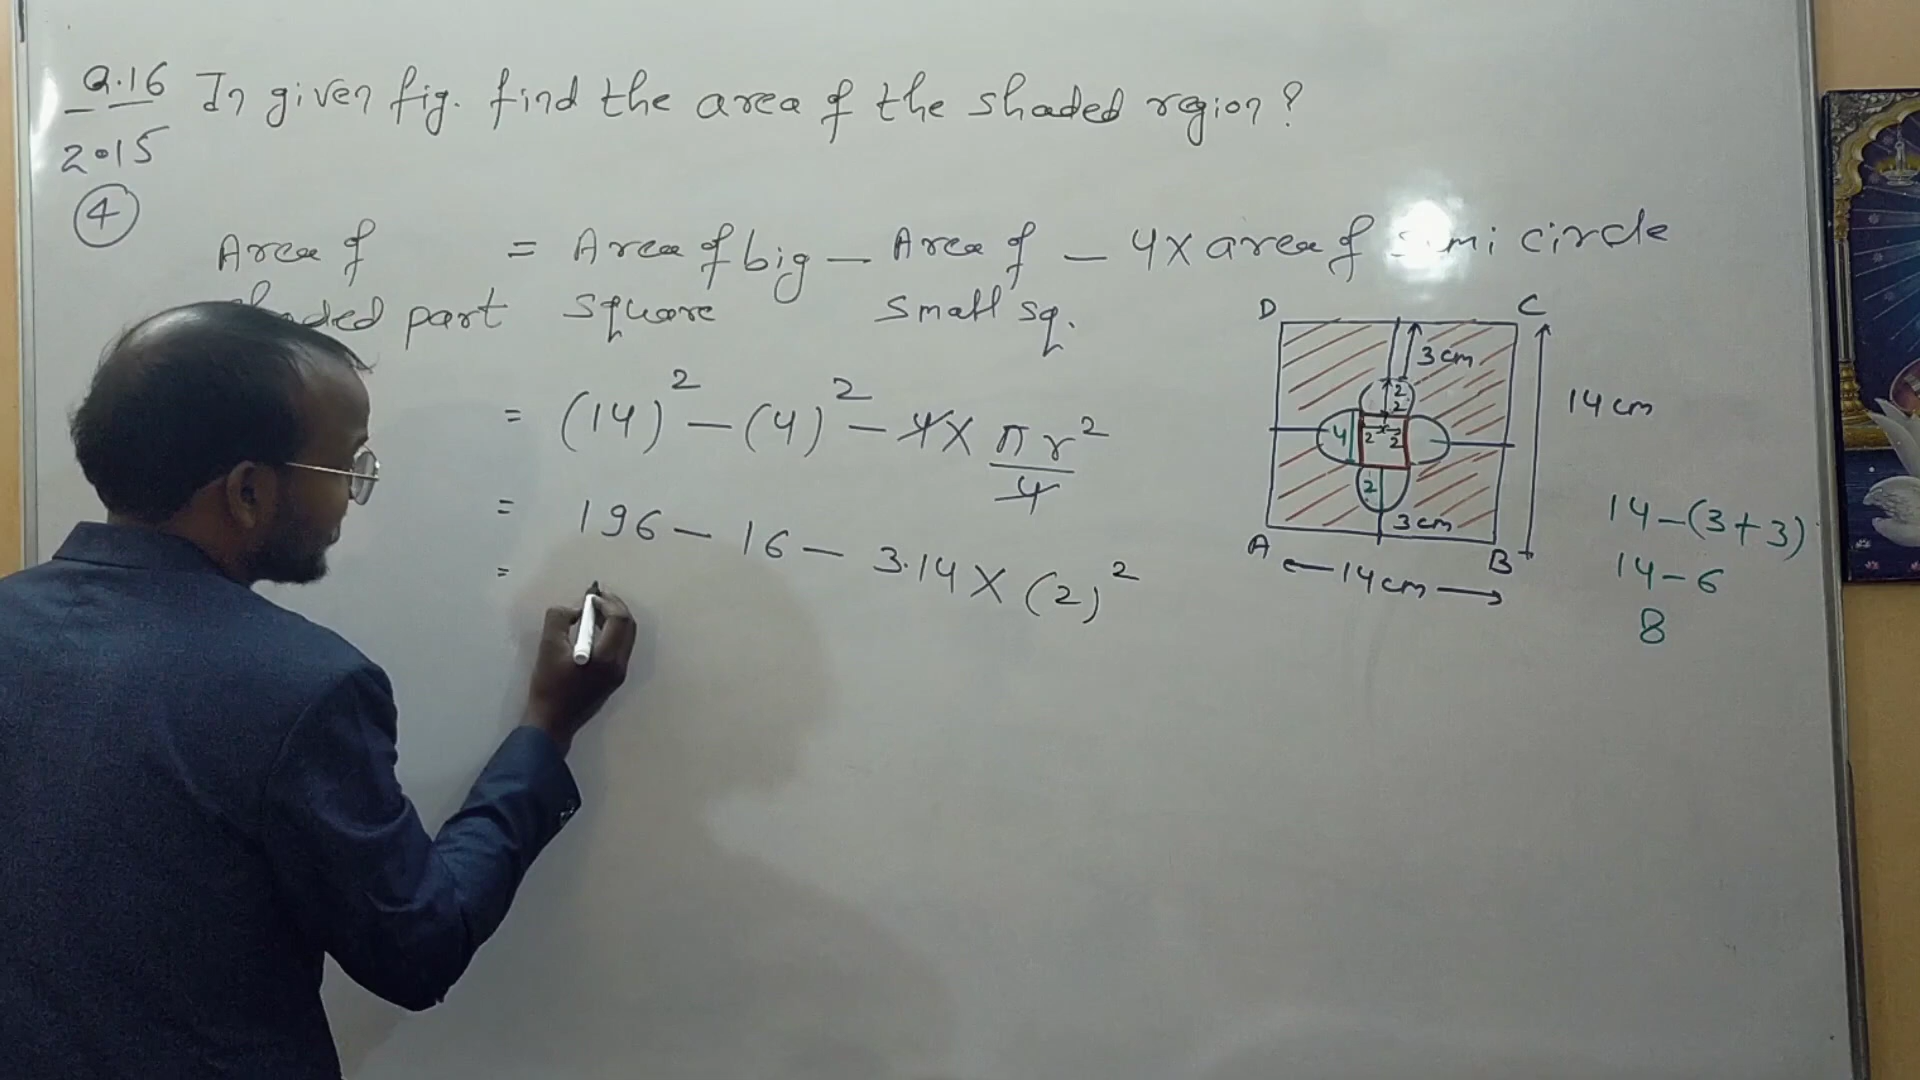 Q.16 In given fig. find the area of the shaded region?
2015
4
Area of = Area of big — Area of — 4 X area of circle
part square small sq.
= (14)² — (4)² — 4 X πr²/4
= 196 — 16 — 3.14 X (2)²
=
D C
3 cm
2
2
4 2 2
2
3 cm
A B
14 cm
14 cm
14 — (3 + 3)
14 — 6
8